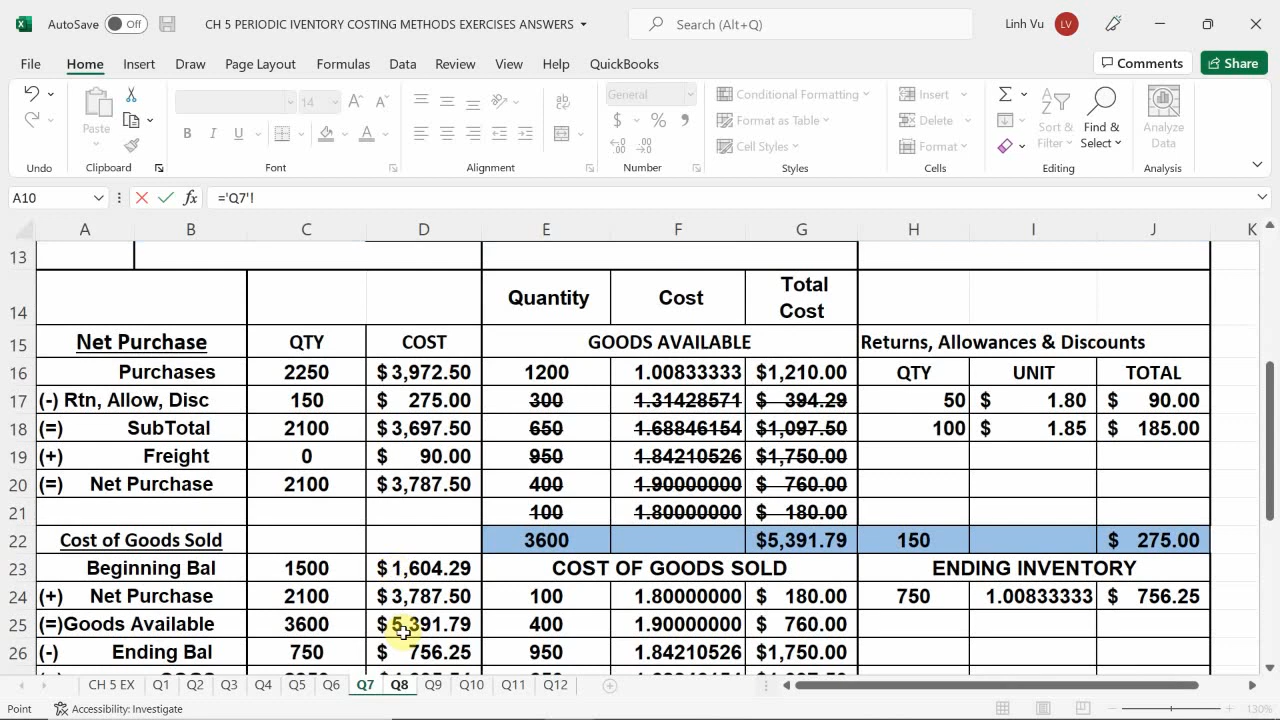 AutoSave Off CH 5 PERIODIC IVENTORY COSTING METHODS EXERCISES ANSWERS Search (Alt+Q) Linh Vu LV
File Home Insert Draw Page Layout Formulas Data Review View Help QuickBooks Comments Share
14 General Conditional Formatting Insert
Paste B I U $ % Format as Table Delete Sort & Find & Analyze
Cell Styles Format Filter Select Data
Undo Clipboard Font Alignment Number Styles Cells Editing Analysis
A10 fx ='Q7'!
A B C D E F G H I J K
13
14 Quantity Cost Total Cost
15 Net Purchase QTY COST GOODS AVAILABLE Returns, Allowances & Discounts
16 Purchases 2250 $ 3,972.50 1200 1.00833333 $1,210.00 QTY UNIT TOTAL
17 (-) Rtn, Allow, Disc 150 $ 275.00 300 1.31428571 $ 394.29 50 $ 1.80 $ 90.00
18 (=) SubTotal 2100 $ 3,697.50 650 1.68846154 $1,097.50 100 $ 1.85 $ 185.00
19 (+) Freight 0 $ 90.00 950 1.84210526 $1,750.00
20 (=) Net Purchase 2100 $ 3,787.50 400 1.90000000 $ 760.00
21 100 1.80000000 $ 180.00
22 Cost of Goods Sold 3600 $5,391.79 150 $ 275.00
23 Beginning Bal 1500 $ 1,604.29 COST OF GOODS SOLD ENDING INVENTORY
24 (+) Net Purchase 2100 $ 3,787.50 100 1.80000000 $ 180.00 750 1.00833333 $ 756.25
25 (=)Goods Available 3600 $ 5,391.79 400 1.90000000 $ 760.00
26 (-) Ending Bal 750 $ 756.25 950 1.84210526 $1,750.00
CH 5 EX Q1 Q2 Q3 Q4 Q5 Q6 Q7 Q8 Q9 Q10 Q11 Q12
Point Accessibility: Investigate 130%